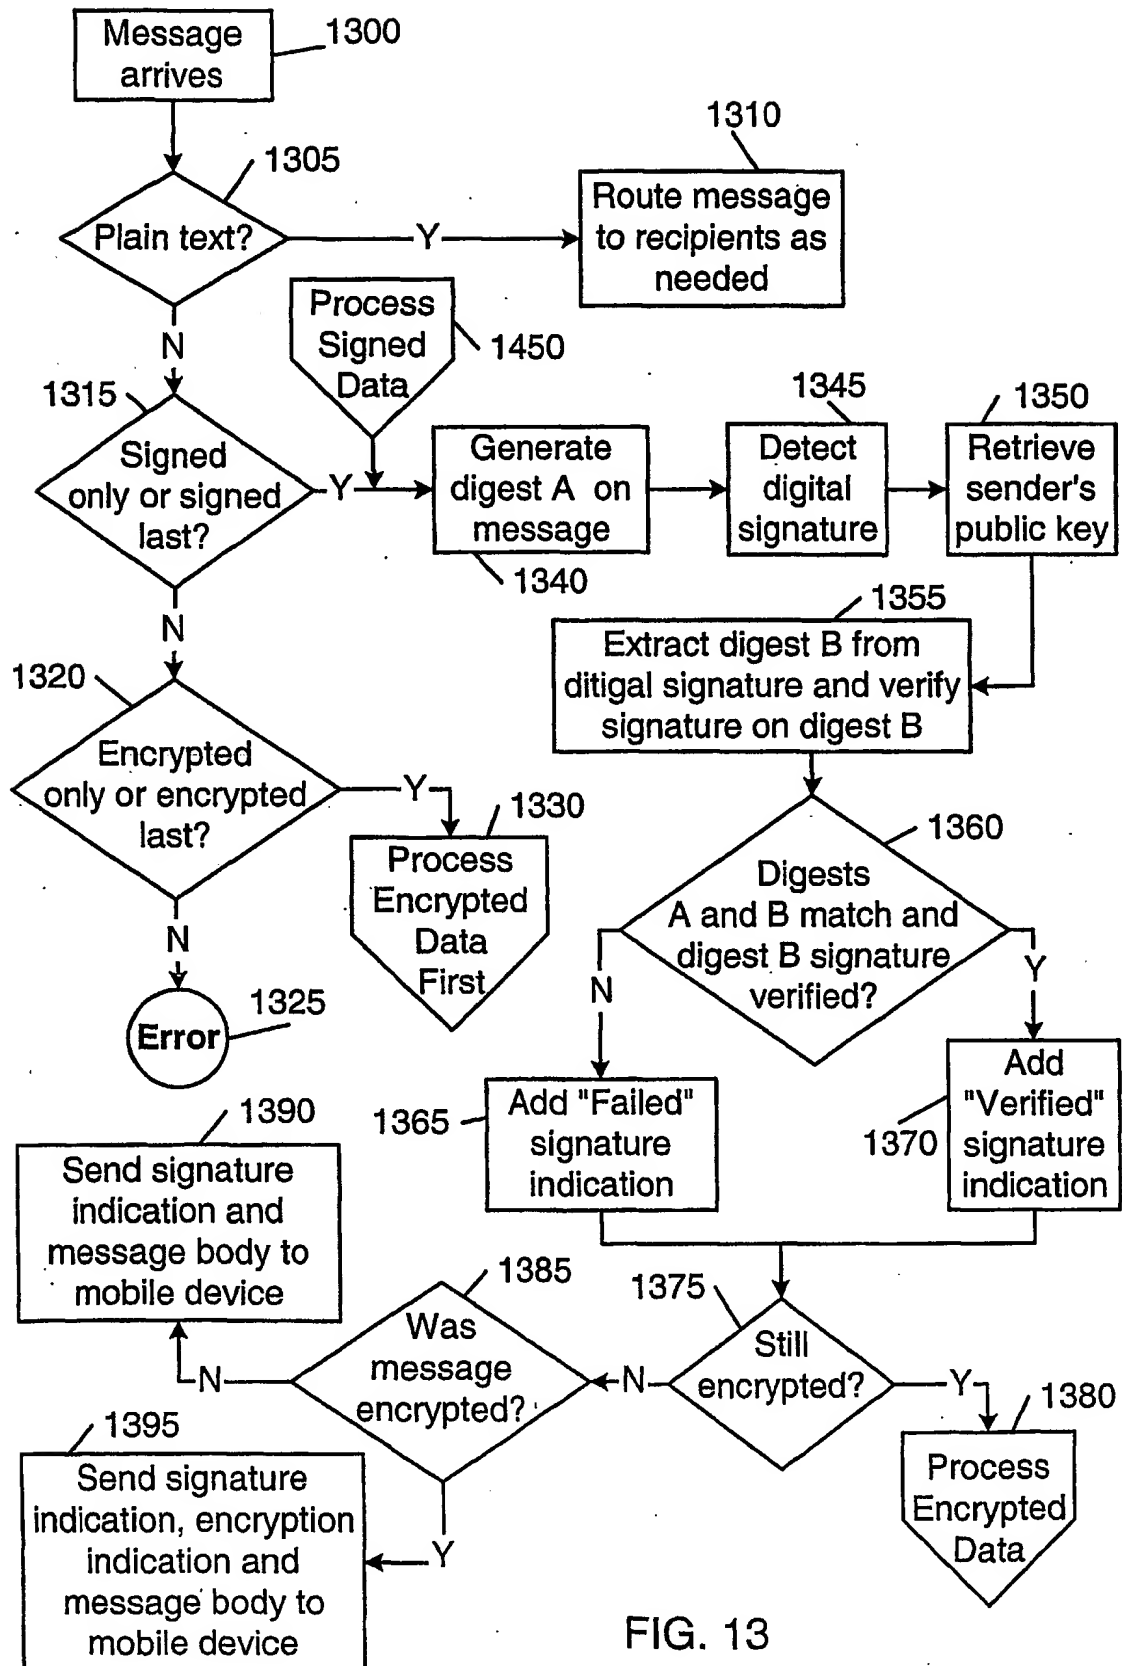 Message
arrives
1300
1305
Plain text?
Y
1310
Route message
to recipients as
needed
N
Process
Signed
Data
1450
1315
Signed
only or signed
last?
Y
Generate
digest A on
message
1340
1345
Detect
digital
signature
1350
Retrieve
sender's
public key
N
1355
Extract digest B from
ditigal signature and verify
signature on digest B
1320
Encrypted
only or encrypted
last?
Y
1330
Process
Encrypted
Data
First
N
1325
Error
1360
Digests
A and B match and
digest B signature
verified?
N
Y
1365
Add "Failed"
signature
indication
1370
Add
"Verified"
signature
indication
1375
Still
encrypted?
Y
1380
Process
Encrypted
Data
N
1385
Was
message
encrypted?
N
1390
Send signature
indication and
message body to
mobile device
Y
1395
Send signature
indication, encryption
indication and
message body to
mobile device
FIG. 13